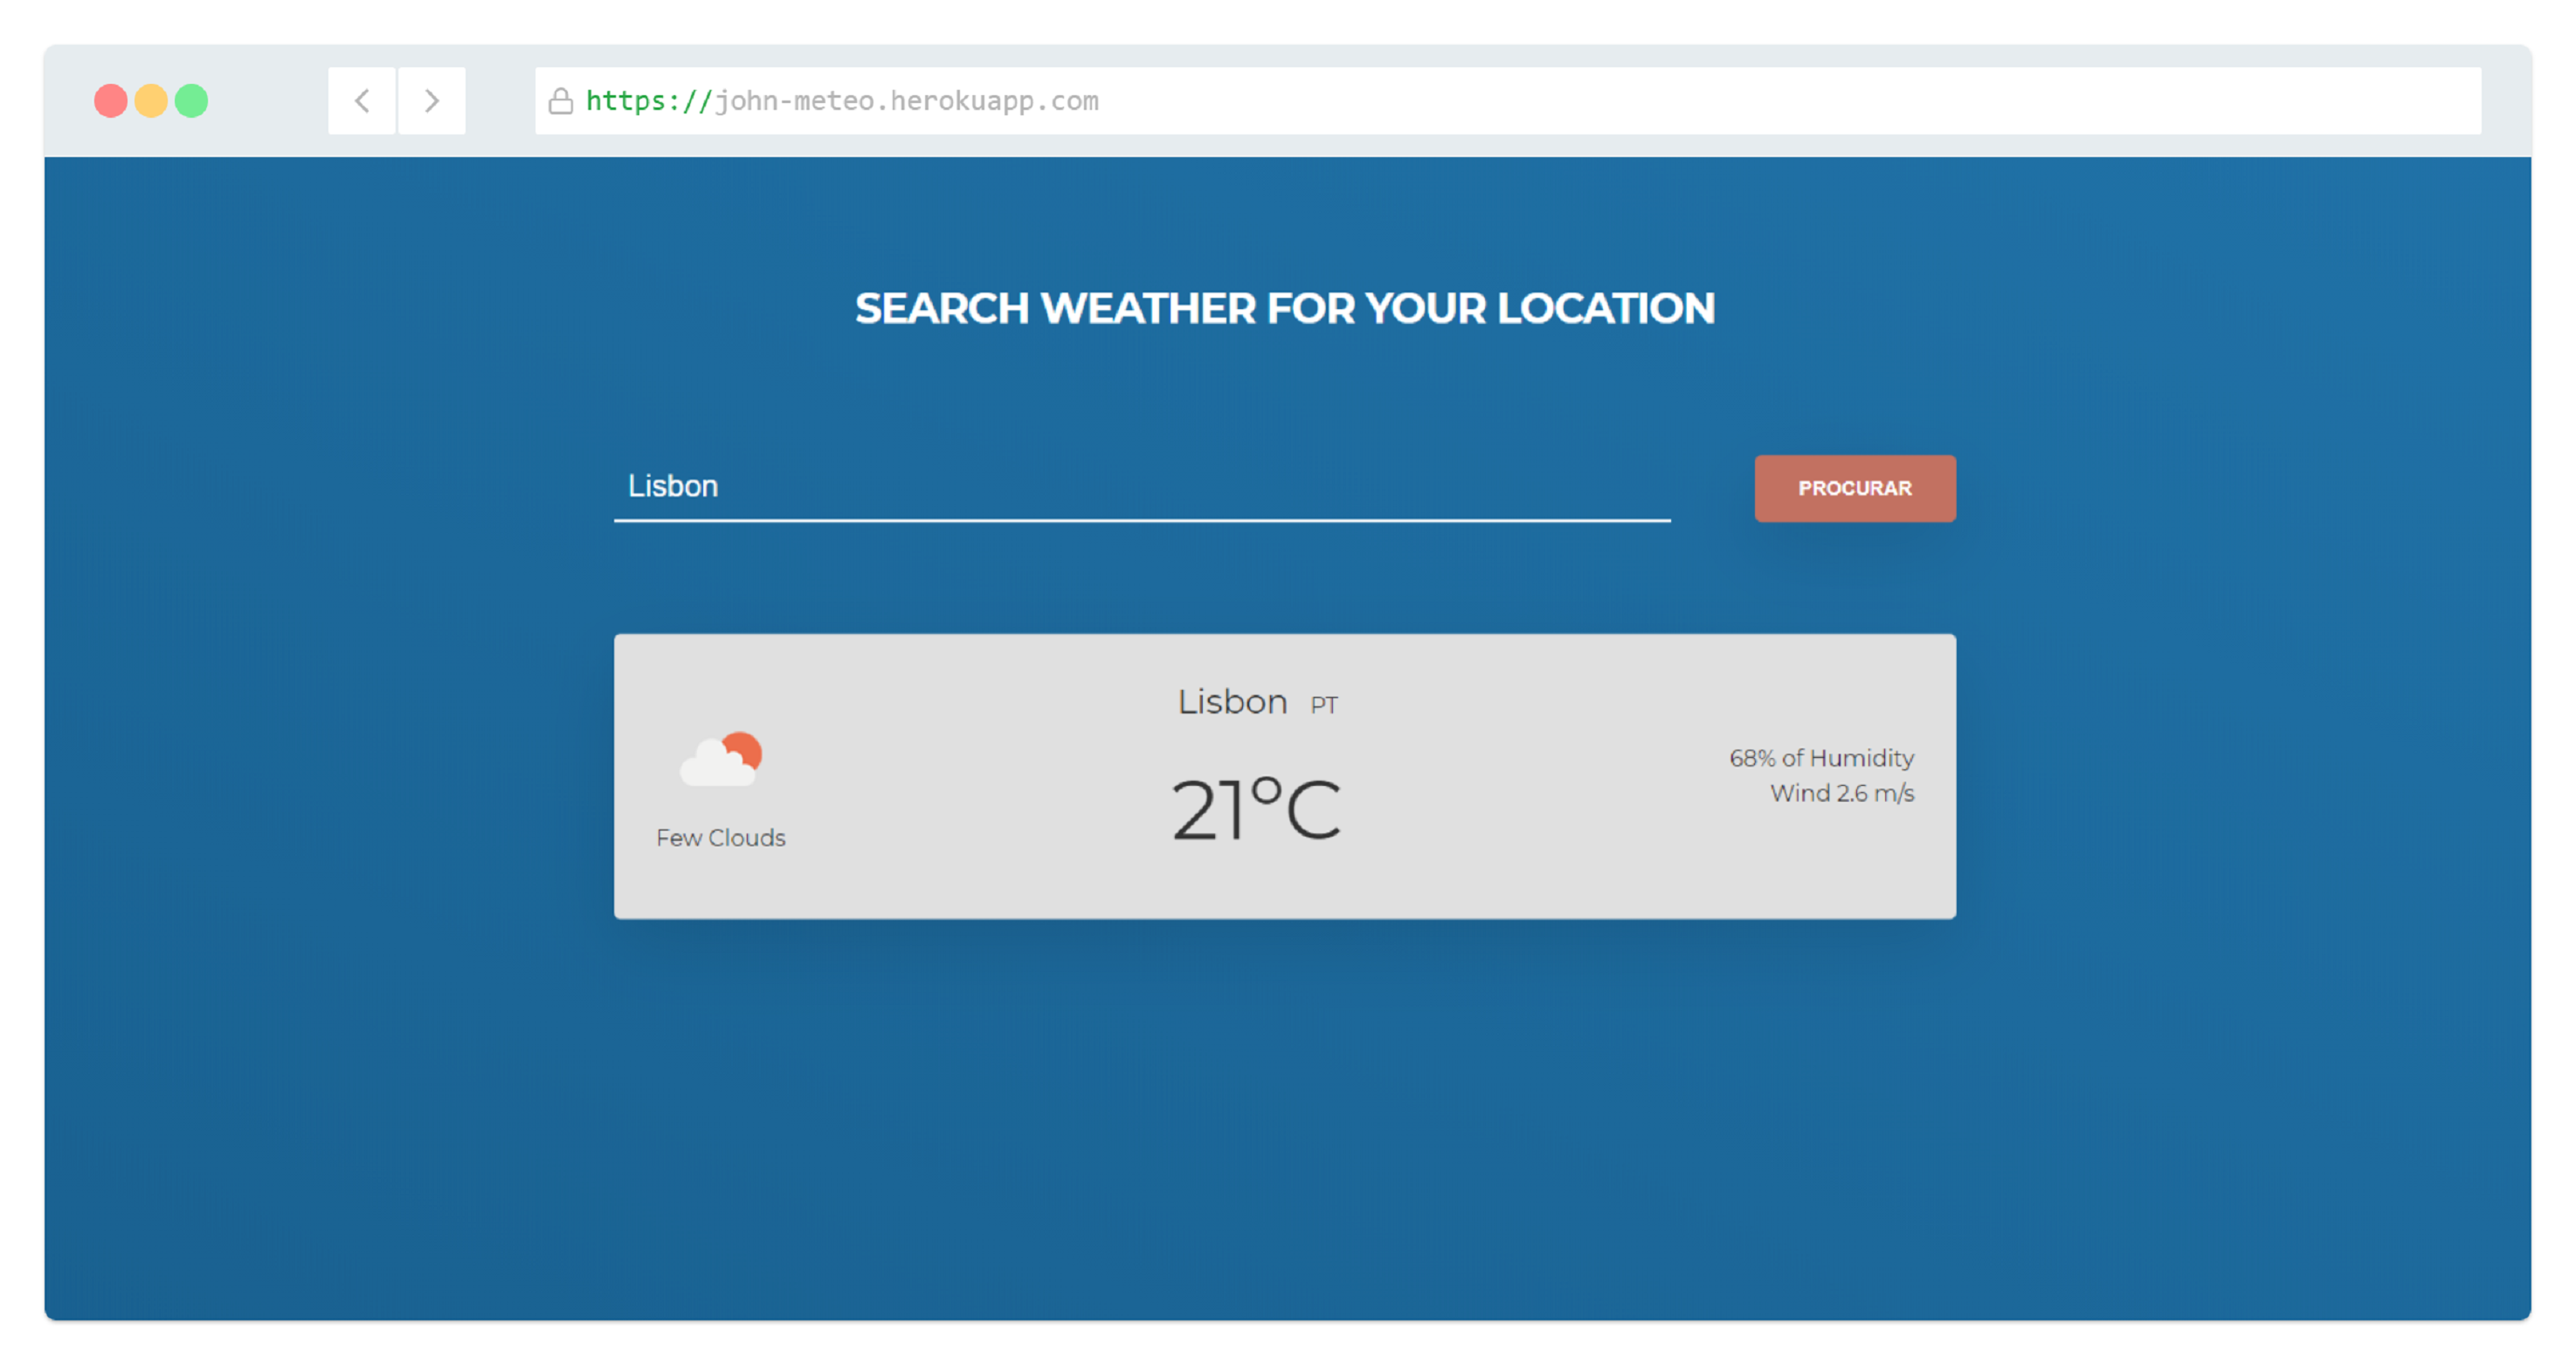 https://john-meteo.herokuapp.com
SEARCH WEATHER FOR YOUR LOCATION
Lisbon
PROCURAR
Lisbon PT
21°C
Few Clouds
68% of Humidity
Wind 2.6 m/s